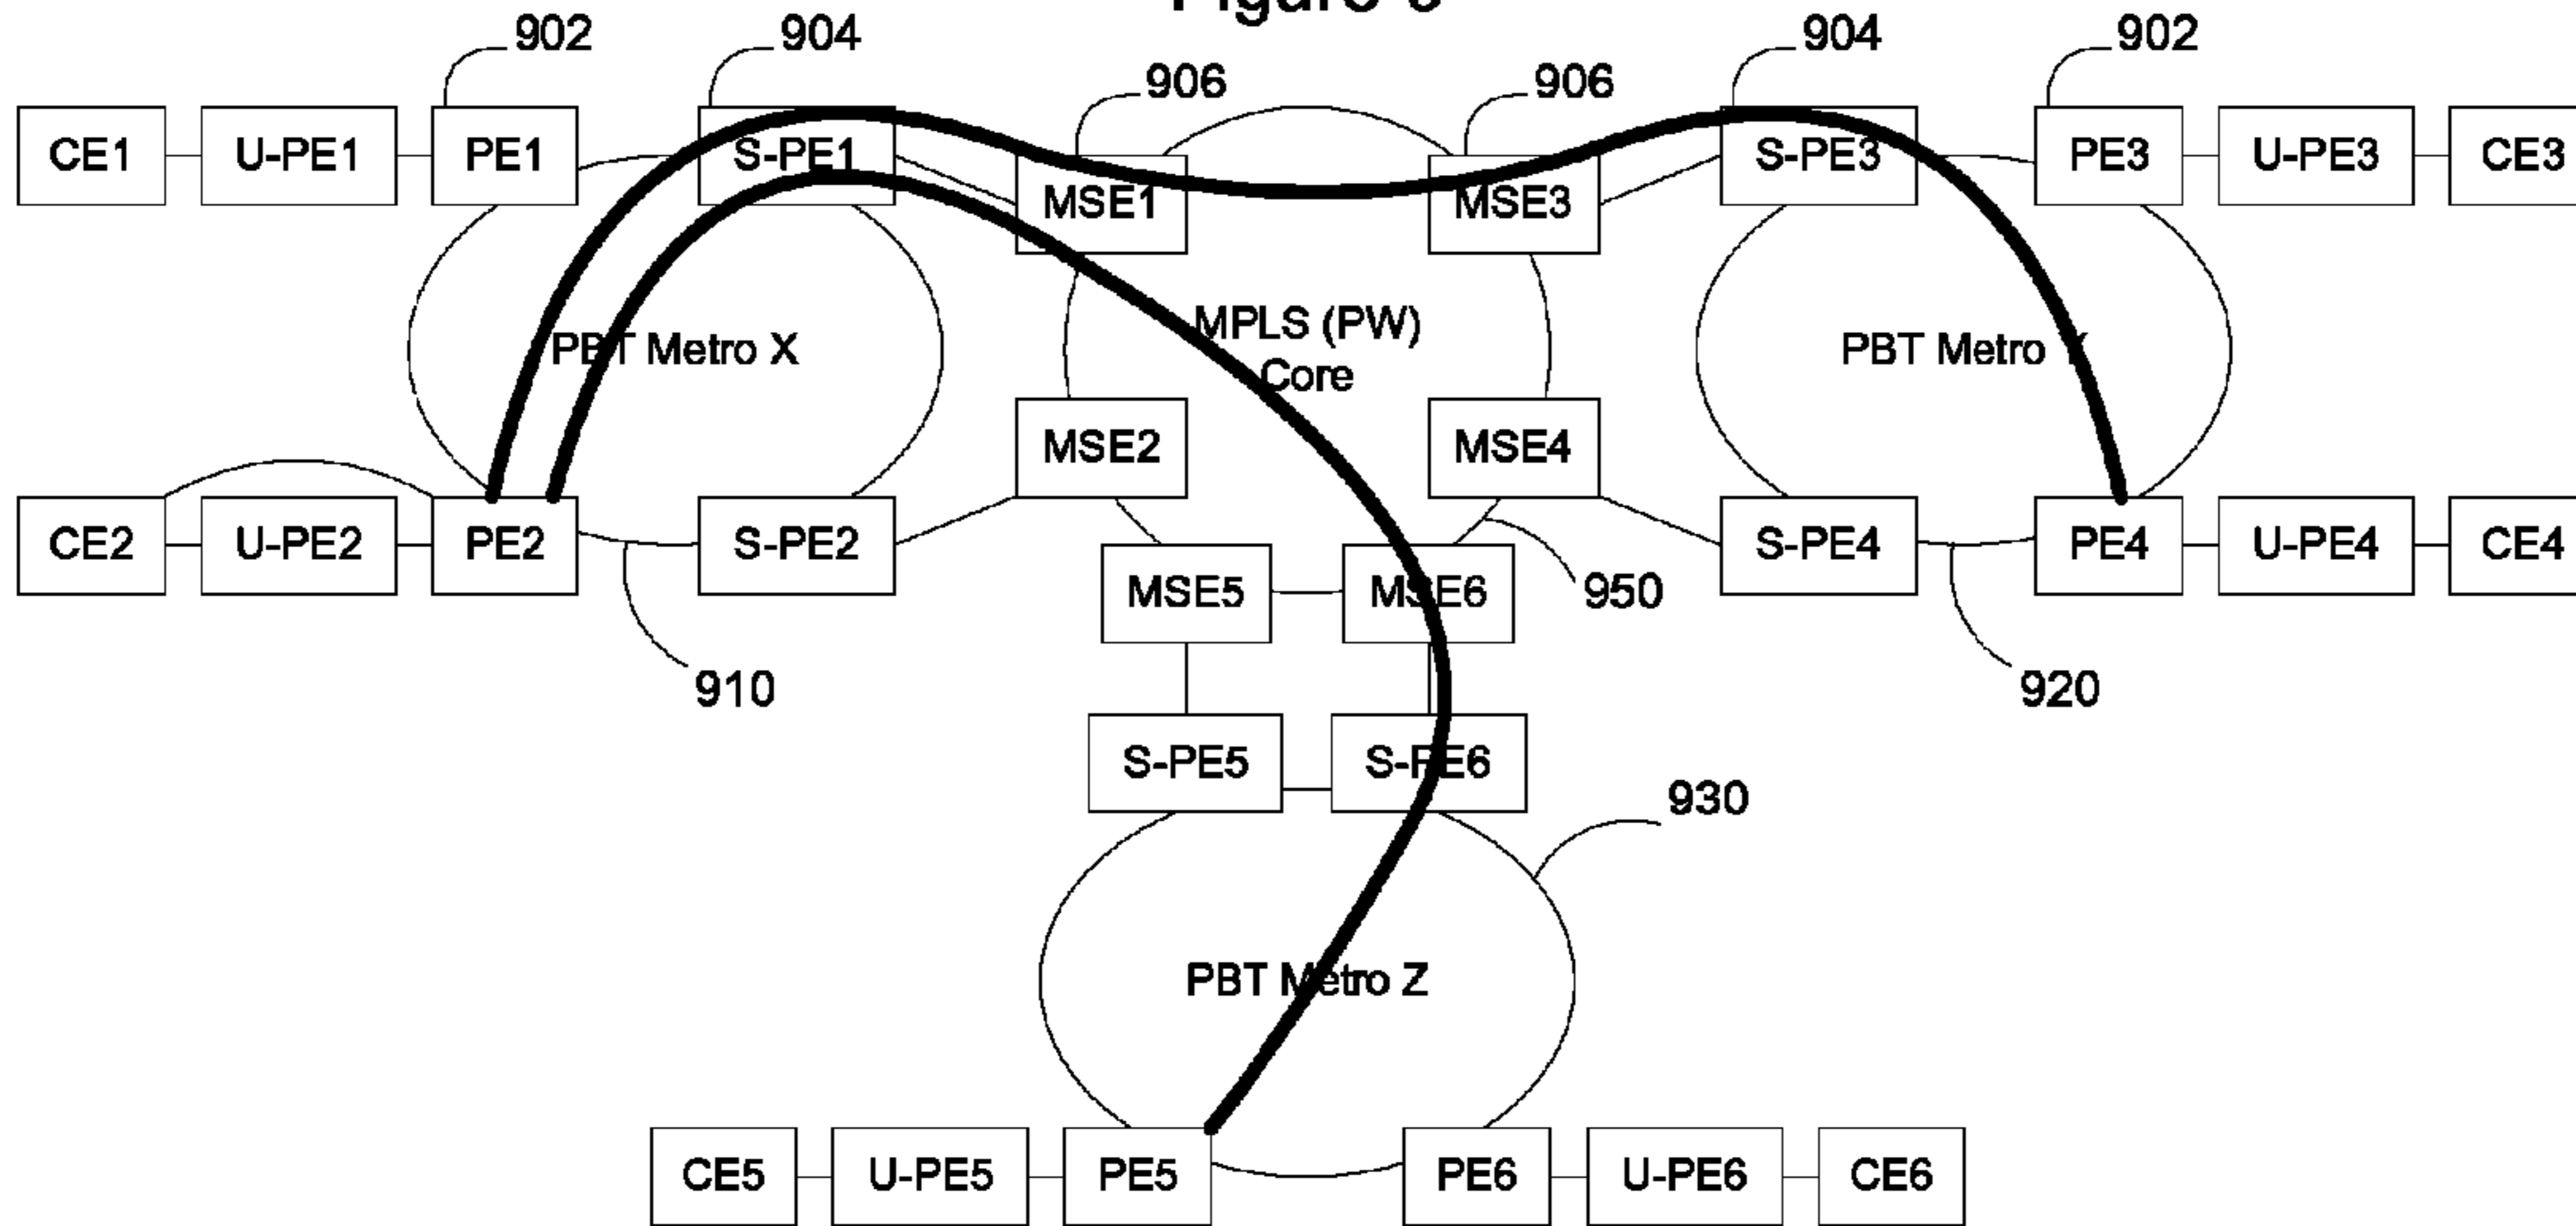 902 904 904 902
906 906
CE1 U-PE1 PE1 S-PE1 MSE1 MSE3 S-PE3 PE3 U-PE3 CE3
MPLS (PW)
Core
PBT Metro X PBT Metro Y
MSE2 MSE4
CE2 U-PE2 PE2 S-PE2 S-PE4 PE4 U-PE4 CE4
MSE5 MSE6 950
910 920
S-PE5 S-PE6
930
PBT Metro Z
CE5 U-PE5 PE5 PE6 U-PE6 CE6